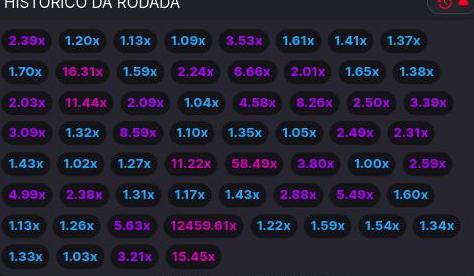 HISTÓRICO DA RODADA
2.39x 1.20x 1.13x 1.09x 3.53x 1.61x 1.41x 1.37x
1.70x 16.31x 1.59x 2.24x 6.66x 2.01x 1.65x 1.38x
2.03x 11.44x 2.09x 1.04x 4.58x 8.26x 2.50x 3.39x
3.09x 1.32x 8.59x 1.10x 1.35x 1.05x 2.49x 2.31x
1.43x 1.02x 1.27x 11.22x 58.49x 3.80x 1.00x 2.59x
4.99x 2.38x 1.31x 1.17x 1.43x 2.88x 5.49x 1.60x
1.13x 1.26x 5.63x 12459.61x 1.22x 1.59x 1.54x 1.34x
1.33x 1.03x 3.21x 15.45x